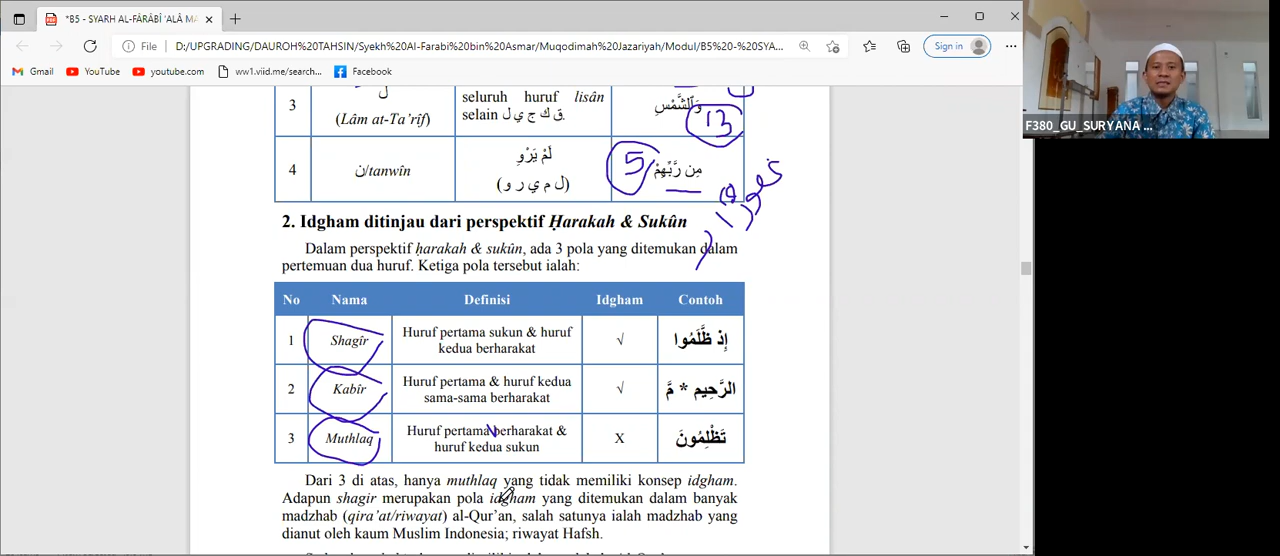 *B5 - SYARH AL-FÂRÂBÎ 'ALÂ MA
File
D:/UPGRADING/DAUROH%20TAHSIN/Syekh%20Al-Farabi%20bin%20Asmar/Muqodimah%20Jazariyah/Modul/B5%20-%20SYA...
Sign in
Gmail YouTube youtube.com ww1.viid.me/search... Facebook
F380_GU_SURYANA ...
3 ل seluruh huruf lisân وَٱلشَّمْسِ
(Lâm at-Ta'rîf) selain ق ك ج ي ل. 13
4 ن/tanwîn لَمْ يَرْوِ 5 مِن رَّبِّهِمْ
(ل م ي ر و)
2. Idgham ditinjau dari perspektif Ḥarakah & Sukûn
Dalam perspektif ḥarakah & sukûn, ada 3 pola yang ditemukan dalam
pertemuan dua huruf. Ketiga pola tersebut ialah:
No Nama Definisi Idgham Contoh
1 Shagîr Huruf pertama sukun & huruf √ إِذ ظَّلَمُوا
kedua berharakat
2 Kabîr Huruf pertama & huruf kedua √ الرَّحِيم * مَّ
sama-sama berharakat
3 Muthlaq Huruf pertama berharakat & X تَظْلِمُونَ
huruf kedua sukun
Dari 3 di atas, hanya muthlaq yang tidak memiliki konsep idgham.
Adapun shagir merupakan pola idgham yang ditemukan dalam banyak
madzhab (qira'at/riwayat) al-Qur'an, salah satunya ialah madzhab yang
dianut oleh kaum Muslim Indonesia; riwayat Hafsh.